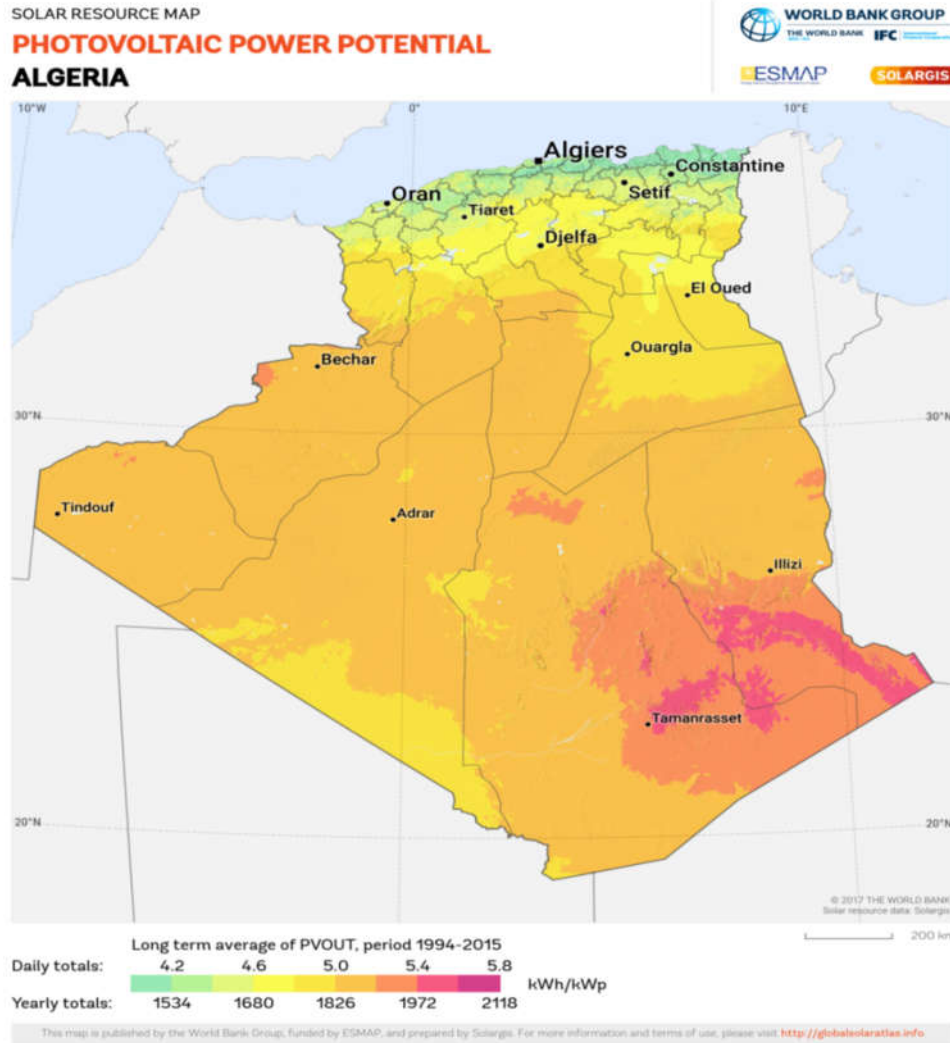 SOLAR RESOURCE MAP
PHOTOVOLTAIC POWER POTENTIAL
ALGERIA
WORLD BANK GROUP
THE WORLD BANK IFC
ESMAP
SOLARGIS
10°W 0° 10°E
Algiers
Constantine
Oran
Setif
Tiaret
Djelfa
El Oued
Ouargla
Bechar
30°N 30°N
Tindouf
Adrar
Illizi
Tamanrasset
20°N 20°N
© 2017 THE WORLD BANK
Solar resource data: Solargis
200 km
Long term average of PVOUT, period 1994-2015
Daily totals: 4.2 4.6 5.0 5.4 5.8
kWh/kWp
Yearly totals: 1534 1680 1826 1972 2118
This map is published by the World Bank Group, funded by ESMAP, and prepared by Solargis. For more information and terms of use, please visit http://globalsolaratlas.info.